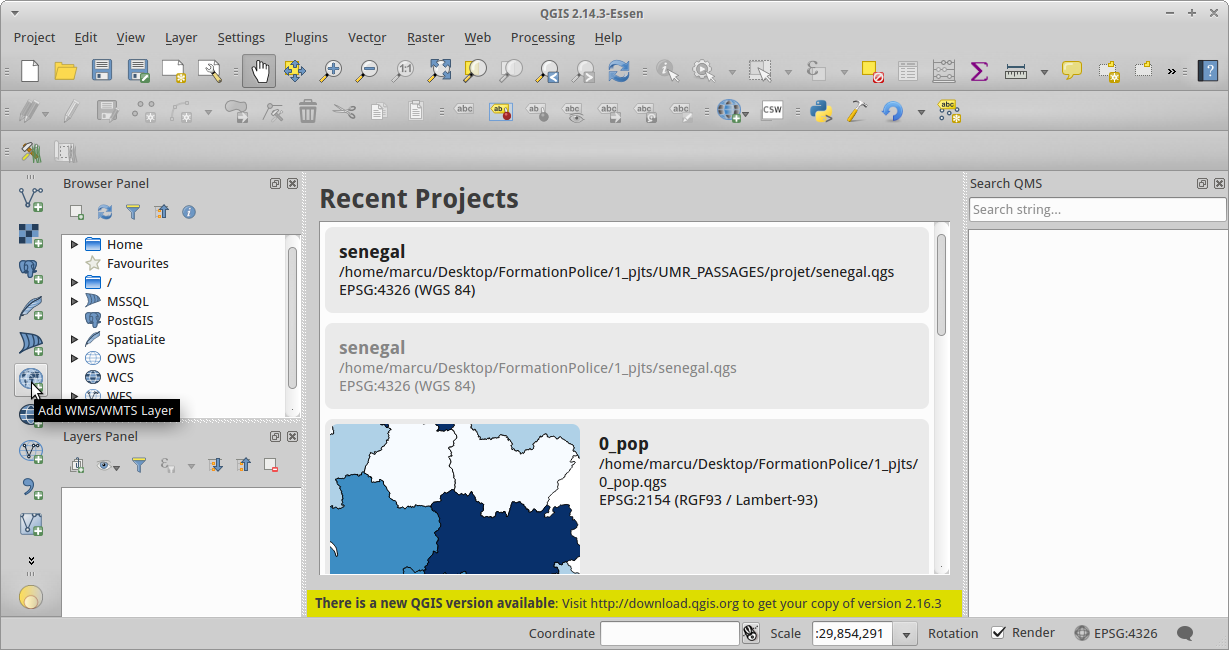 QGIS 2.14.3-Essen
Project Edit View Layer Settings Plugins Vector Raster Web Processing Help
1:1
abc abc abc abc abc abc abc CSW abc
Browser Panel
Home
Favourites
/
MSSQL
PostGIS
SpatiaLite
OWS
WCS
WFS
Add WMS/WMTS Layer
Layers Panel
Recent Projects
senegal
/home/marcu/Desktop/FormationPolice/1_pjts/UMR_PASSAGES/projet/senegal.qgs
EPSG:4326 (WGS 84)
senegal
/home/marcu/Desktop/FormationPolice/1_pjts/senegal.qgs
EPSG:4326 (WGS 84)
0_pop
/home/marcu/Desktop/FormationPolice/1_pjts/
0_pop.qgs
EPSG:2154 (RGF93 / Lambert-93)
There is a new QGIS version available: Visit http://download.qgis.org to get your copy of version 2.16.3
Search QMS
Search string...
Coordinate Scale :29,854,291 Rotation Render EPSG:4326